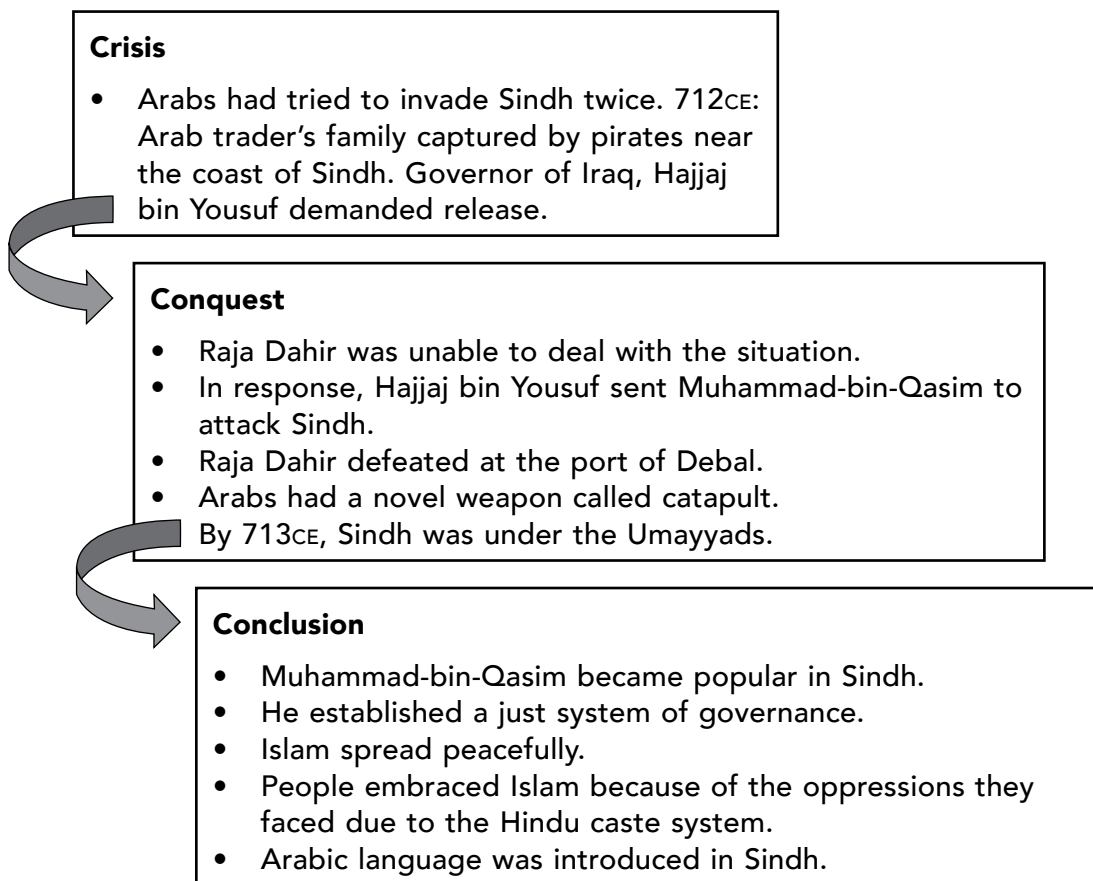 Crisis
• Arabs had tried to invade Sindh twice. 712CE:
Arab trader's family captured by pirates near
the coast of Sindh. Governor of Iraq, Hajjaj
bin Yousuf demanded release.
Conquest
• Raja Dahir was unable to deal with the situation.
• In response, Hajjaj bin Yousuf sent Muhammad-bin-Qasim to
attack Sindh.
• Raja Dahir defeated at the port of Debal.
• Arabs had a novel weapon called catapult.
By 713CE, Sindh was under the Umayyads.
Conclusion
• Muhammad-bin-Qasim became popular in Sindh.
• He established a just system of governance.
• Islam spread peacefully.
• People embraced Islam because of the oppressions they
faced due to the Hindu caste system.
• Arabic language was introduced in Sindh.